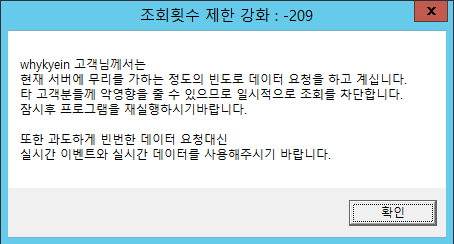 조회횟수 제한 강화 : -209
x
whykyein 고객님께서는
현재 서버에 무리를 가하는 정도의 빈도로 데이터 요청을 하고 계십니다.
타 고객분들께 악영향을 줄 수 있으므로 일시적으로 조회를 차단합니다.
잠시후 프로그램을 재실행하시기바랍니다.
또한 과도하게 빈번한 데이터 요청대신
실시간 이벤트와 실시간 데이터를 사용해주시기 바랍니다.
확인